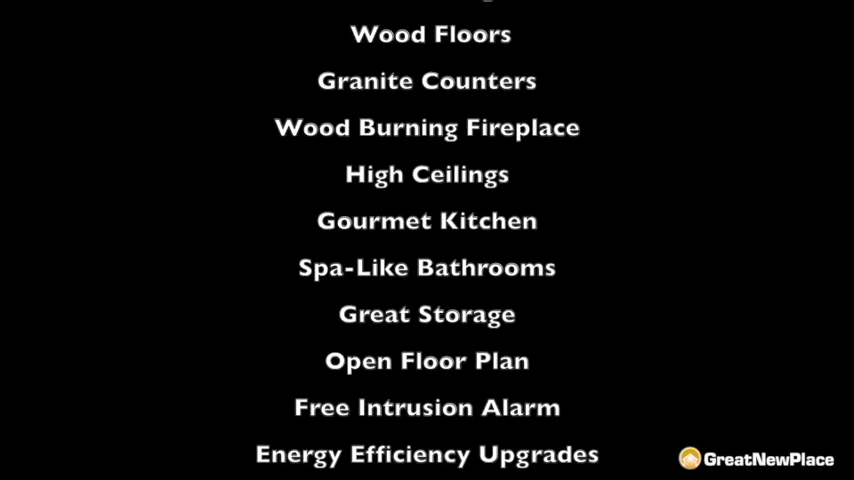 Wood Floors
Granite Counters
Wood Burning Fireplace
High Ceilings
Gourmet Kitchen
Spa-Like Bathrooms
Great Storage
Open Floor Plan
Free Intrusion Alarm
Energy Efficiency Upgrades
GreatNewPlace